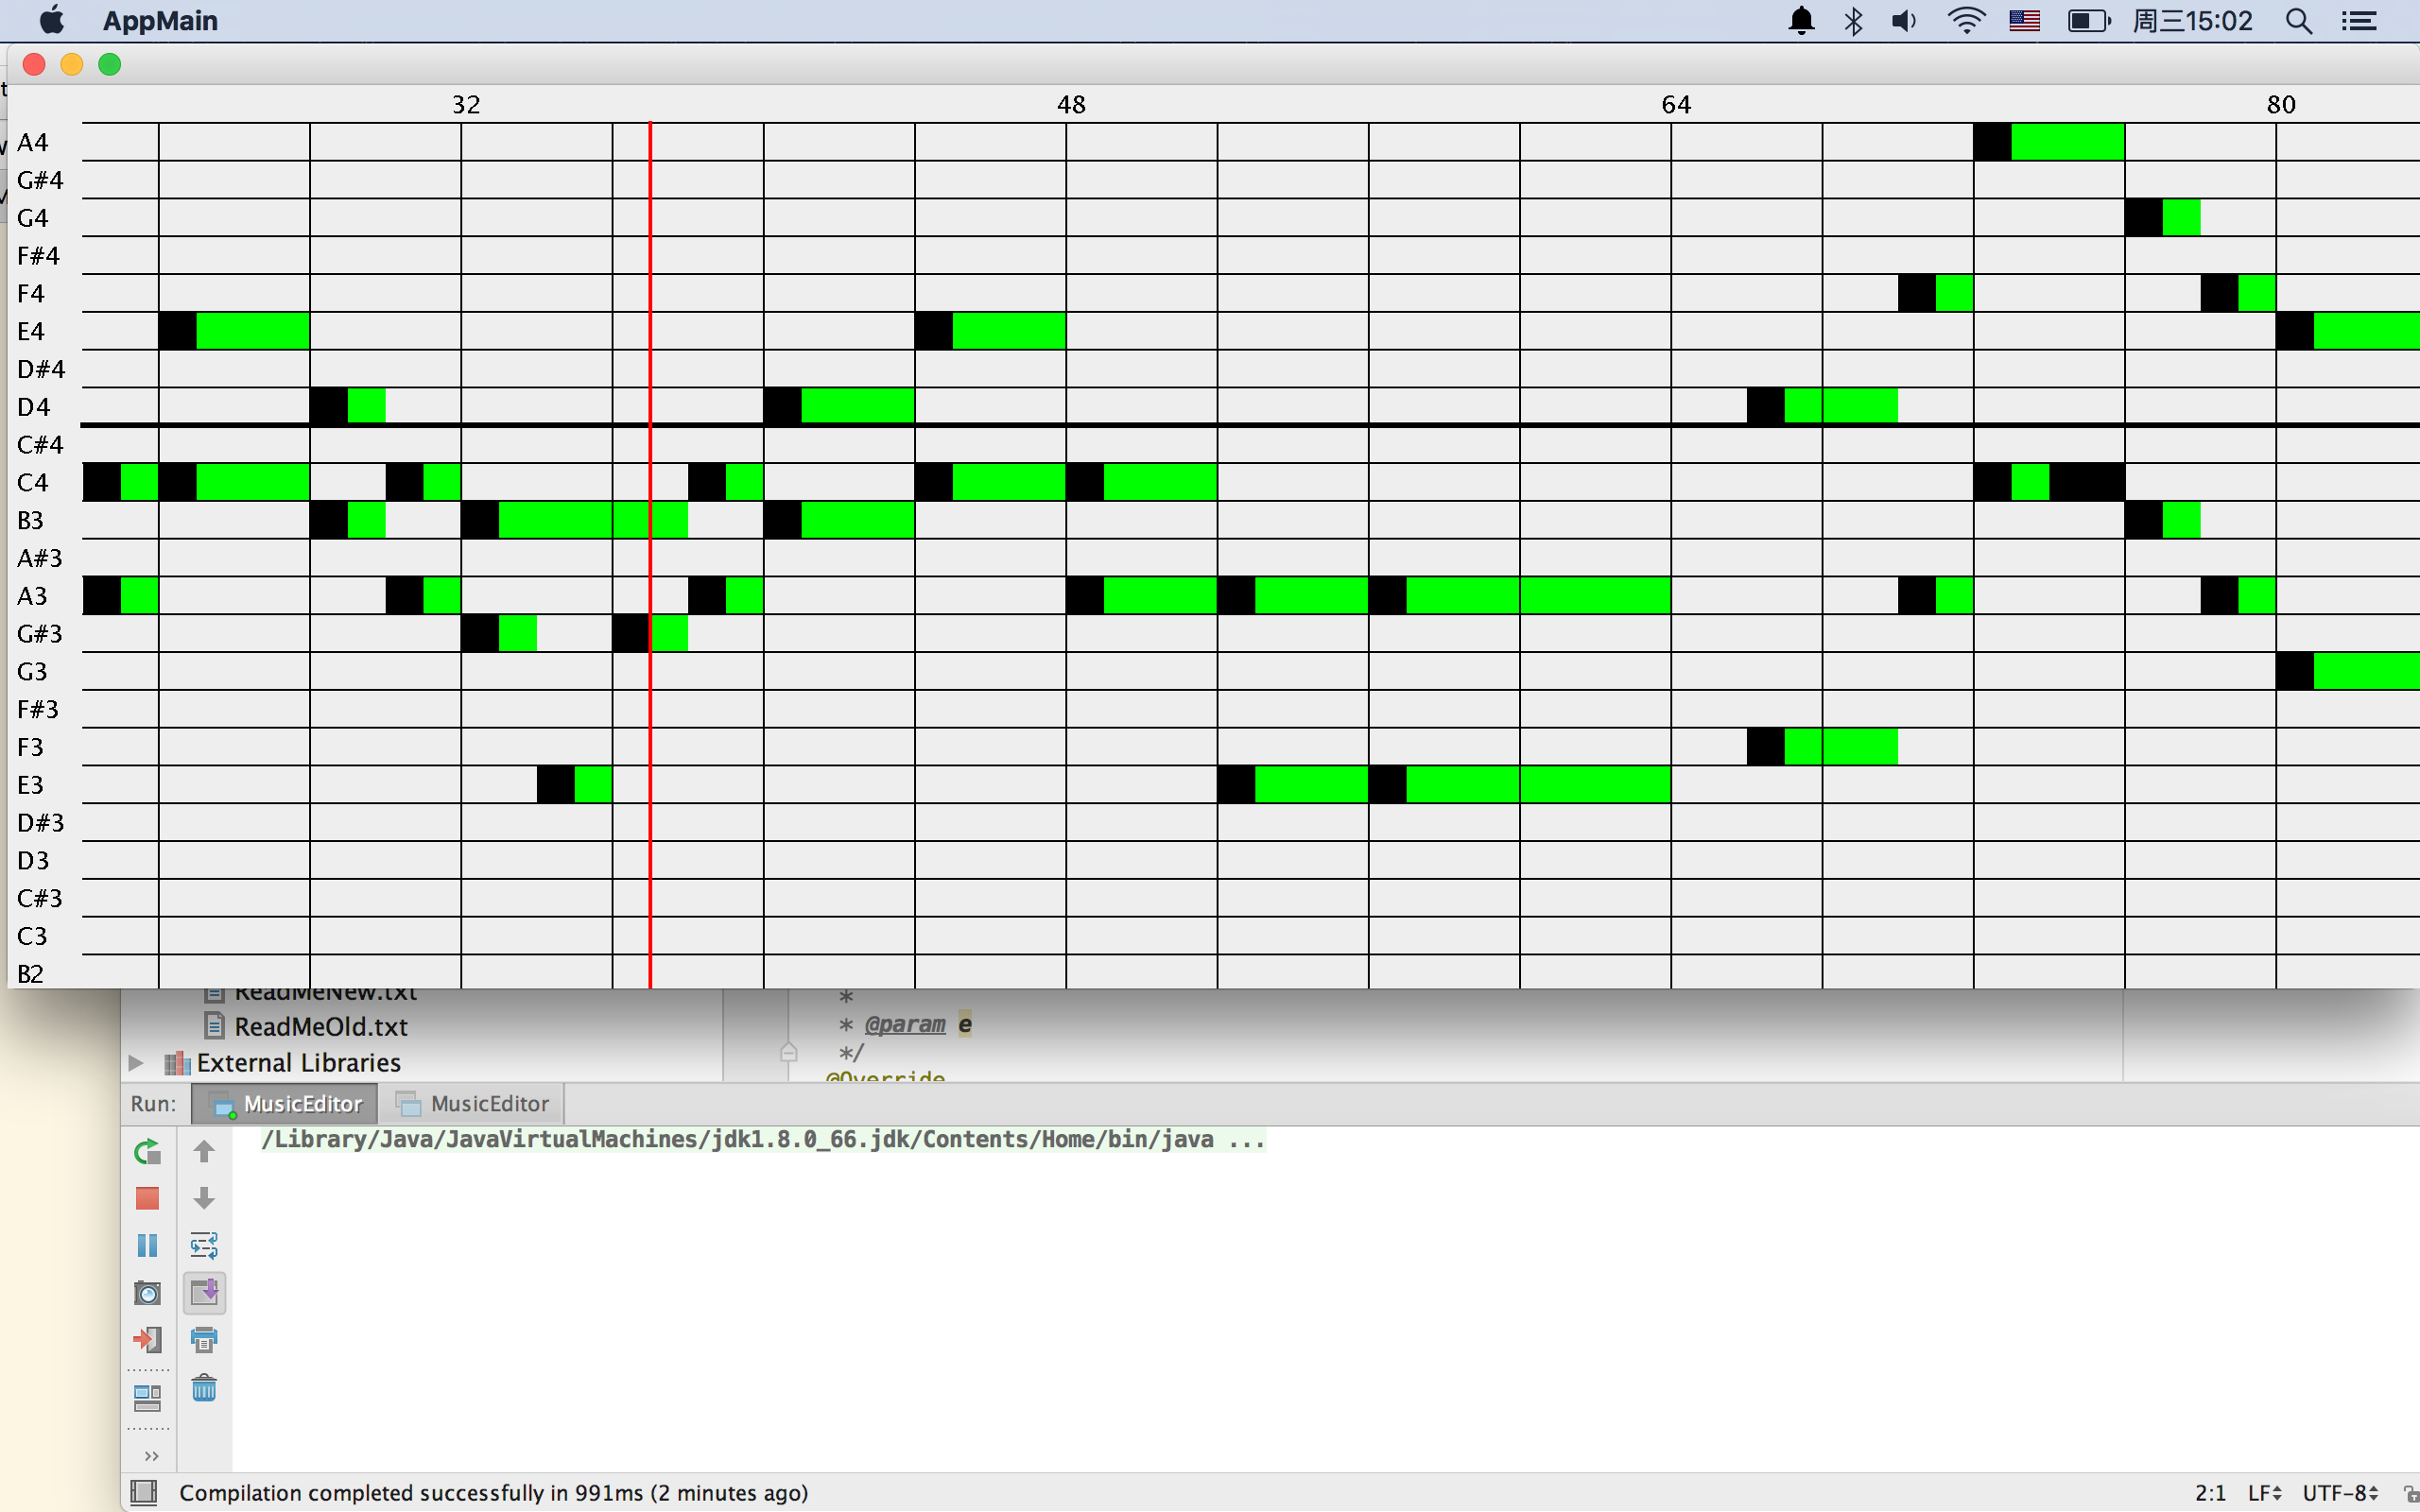 AppMain
周三15:02
32 48 64 80
A4
G#4
G4
F#4
F4
E4
D#4
D4
C#4
C4
B3
A#3
A3
G#3
G3
F#3
F3
E3
D#3
D3
C#3
C3
B2
ReadMeNew.txt
*
ReadMeOld.txt
* @param e
*/
External Libraries
@Override
Run: MusicEditor MusicEditor
/Library/Java/JavaVirtualMachines/jdk1.8.0_66.jdk/Contents/Home/bin/java ...
Compilation completed successfully in 991ms (2 minutes ago)
2:1 LF UTF-8